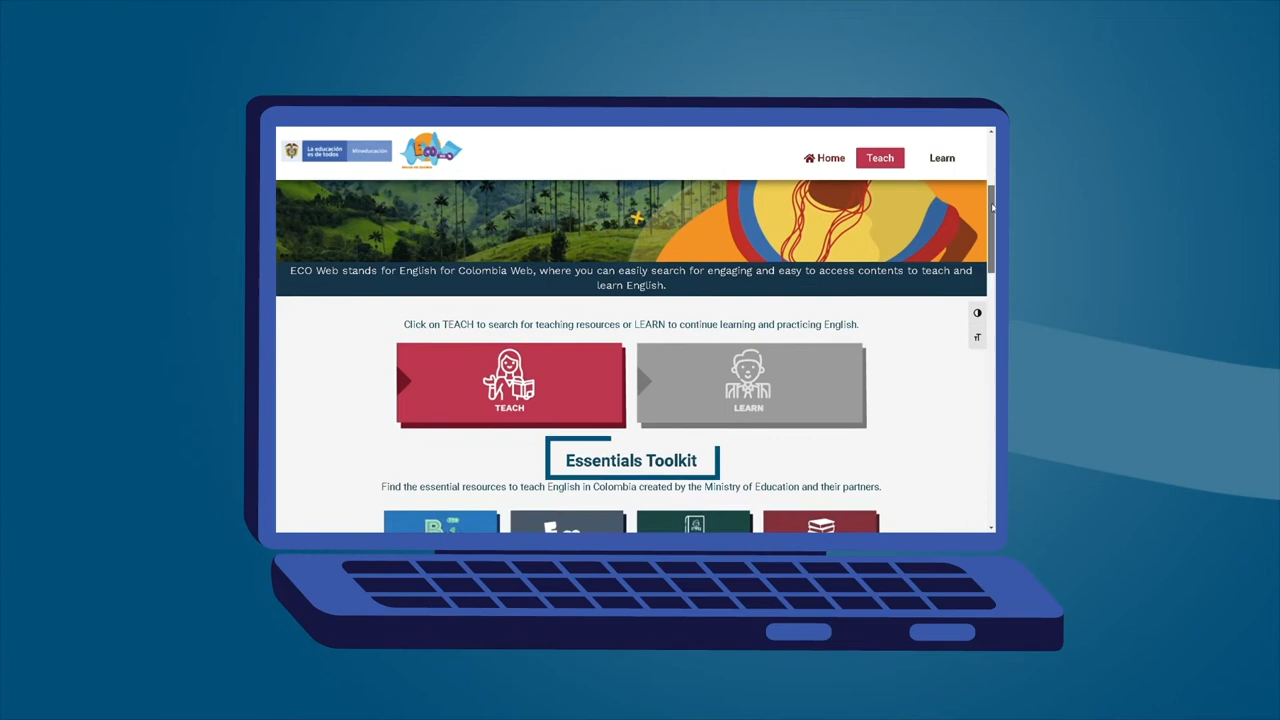 La educación
es de todos
Mineducación
ECO
Home
Teach
Learn
ECO Web stands for English for Colombia Web, where you can easily search for engaging and easy to access contents to teach and
learn English.
Click on TEACH to search for teaching resources or LEARN to continue learning and practicing English.
TEACH
LEARN
Essentials Toolkit
Find the essential resources to teach English in Colombia created by the Ministry of Education and their partners.